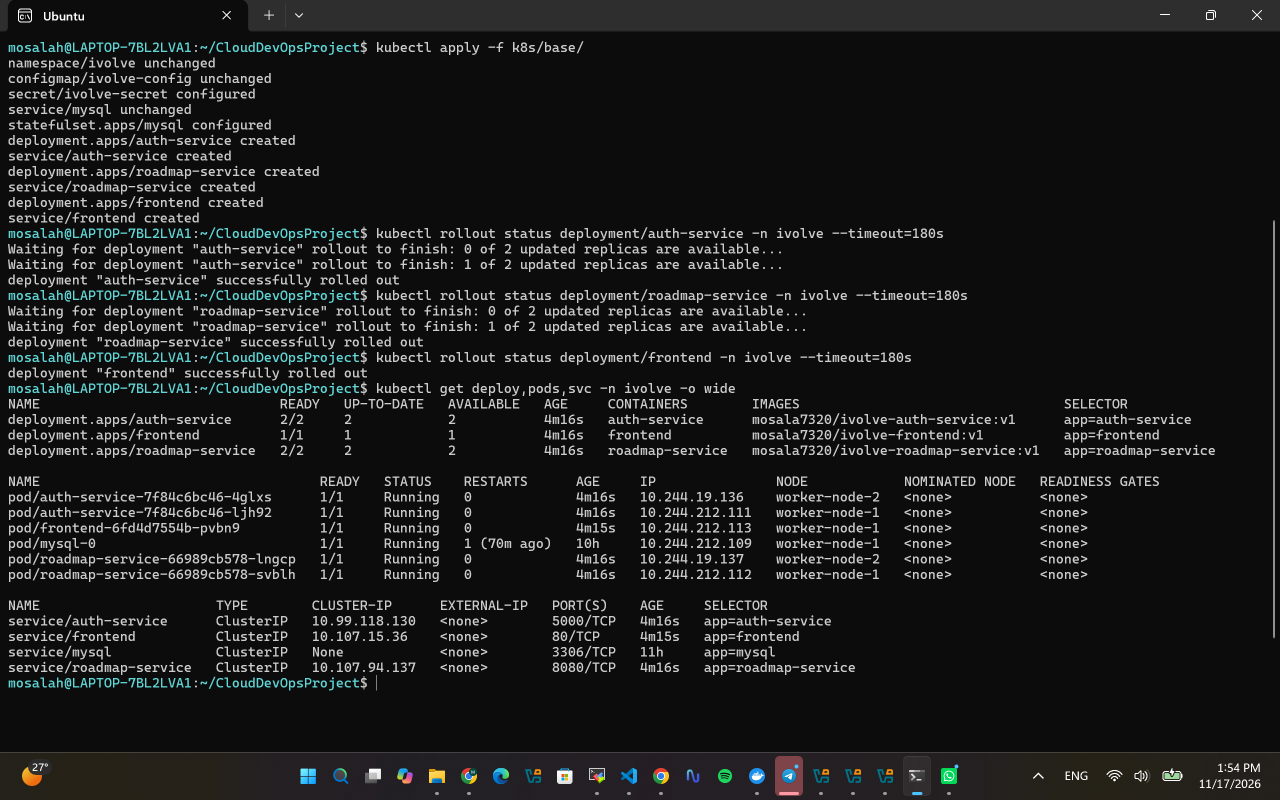 Ubuntu
mosalah@LAPTOP-7BL2LVA1:~/CloudDevOpsProject$ kubectl apply -f k8s/base/
namespace/ivolve unchanged
configmap/ivolve-config unchanged
secret/ivolve-secret configured
service/mysql unchanged
statefulset.apps/mysql configured
deployment.apps/auth-service created
service/auth-service created
deployment.apps/roadmap-service created
service/roadmap-service created
deployment.apps/frontend created
service/frontend created
mosalah@LAPTOP-7BL2LVA1:~/CloudDevOpsProject$ kubectl rollout status deployment/auth-service -n ivolve --timeout=180s
Waiting for deployment "auth-service" rollout to finish: 0 of 2 updated replicas are available...
Waiting for deployment "auth-service" rollout to finish: 1 of 2 updated replicas are available...
deployment "auth-service" successfully rolled out
mosalah@LAPTOP-7BL2LVA1:~/CloudDevOpsProject$ kubectl rollout status deployment/roadmap-service -n ivolve --timeout=180s
Waiting for deployment "roadmap-service" rollout to finish: 0 of 2 updated replicas are available...
Waiting for deployment "roadmap-service" rollout to finish: 1 of 2 updated replicas are available...
deployment "roadmap-service" successfully rolled out
mosalah@LAPTOP-7BL2LVA1:~/CloudDevOpsProject$ kubectl rollout status deployment/frontend -n ivolve --timeout=180s
deployment "frontend" successfully rolled out
mosalah@LAPTOP-7BL2LVA1:~/CloudDevOpsProject$ kubectl get deploy,pods,svc -n ivolve -o wide
NAME READY UP-TO-DATE AVAILABLE AGE CONTAINERS IMAGES SELECTOR
deployment.apps/auth-service 2/2 2 2 4m16s auth-service mosala7320/ivolve-auth-service:v1 app=auth-service
deployment.apps/frontend 1/1 1 1 4m16s frontend mosala7320/ivolve-frontend:v1 app=frontend
deployment.apps/roadmap-service 2/2 2 2 4m16s roadmap-service mosala7320/ivolve-roadmap-service:v1 app=roadmap-service
NAME READY STATUS RESTARTS AGE IP NODE NOMINATED NODE READINESS GATES
pod/auth-service-7f84c6bc46-4glxs 1/1 Running 0 4m16s 10.244.19.136 worker-node-2 <none> <none>
pod/auth-service-7f84c6bc46-ljh92 1/1 Running 0 4m16s 10.244.212.111 worker-node-1 <none> <none>
pod/frontend-6fd4d7554b-pvbn9 1/1 Running 0 4m15s 10.244.212.113 worker-node-1 <none> <none>
pod/mysql-0 1/1 Running 1 (70m ago) 10h 10.244.212.109 worker-node-1 <none> <none>
pod/roadmap-service-66989cb578-lngcp 1/1 Running 0 4m16s 10.244.19.137 worker-node-2 <none> <none>
pod/roadmap-service-66989cb578-svblh 1/1 Running 0 4m16s 10.244.212.112 worker-node-1 <none> <none>
NAME TYPE CLUSTER-IP EXTERNAL-IP PORT(S) AGE SELECTOR
service/auth-service ClusterIP 10.99.118.130 <none> 5000/TCP 4m16s app=auth-service
service/frontend ClusterIP 10.107.15.36 <none> 80/TCP 4m15s app=frontend
service/mysql ClusterIP None <none> 3306/TCP 11h app=mysql
service/roadmap-service ClusterIP 10.107.94.137 <none> 8080/TCP 4m16s app=roadmap-service
mosalah@LAPTOP-7BL2LVA1:~/CloudDevOpsProject$
27°
ENG
1:54 PM
11/17/2026